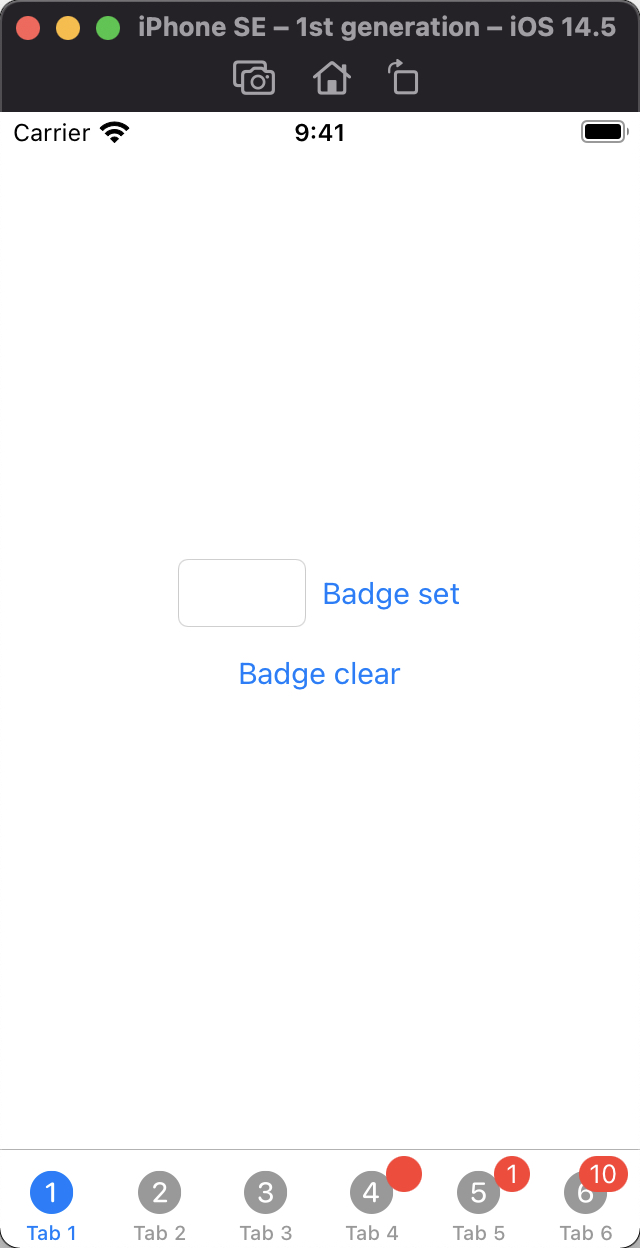 iPhone SE – 1st generation – iOS 14.5
Carrier 9:41
Badge set
Badge clear
1 2 3 4 5 1 6 10
Tab 1 Tab 2 Tab 3 Tab 4 Tab 5 Tab 6